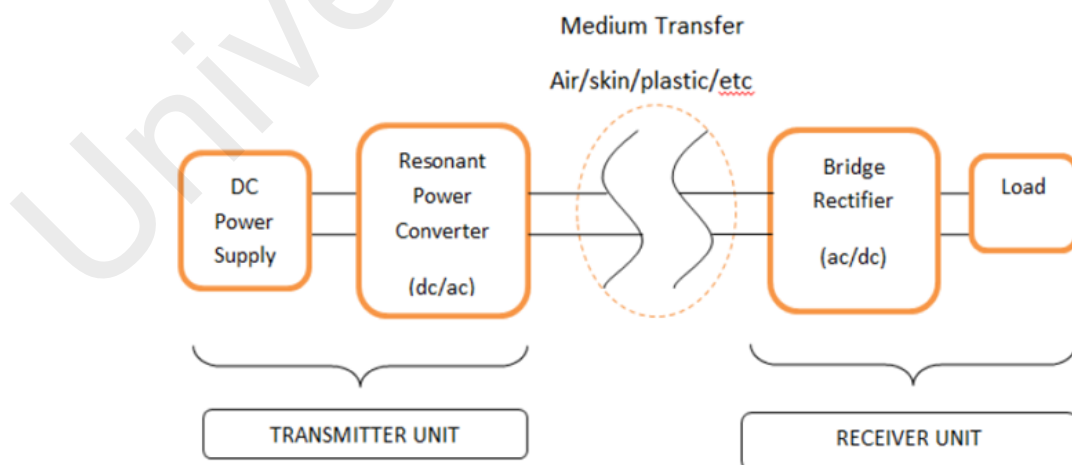 Medium Transfer
Air/skin/plastic/etc
DC
Power
Supply
Resonant
Power
Converter
(dc/ac)
Bridge
Rectifier
(ac/dc)
Load
TRANSMITTER UNIT
RECEIVER UNIT